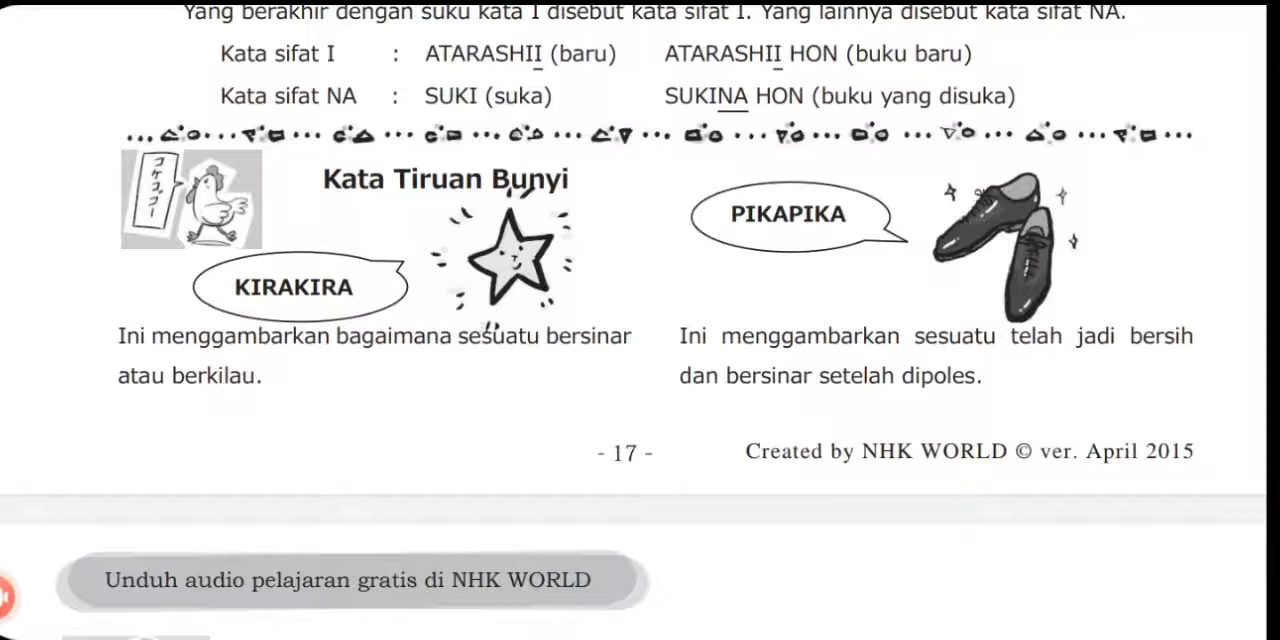 Yang berakhir dengan suku kata I disebut kata sifat I. Yang lainnya disebut kata sifat NA.
Kata sifat I : ATARASHII (baru) ATARASHII HON (buku baru)
Kata sifat NA : SUKI (suka) SUKINA HON (buku yang disuka)
コケコッコー
Kata Tiruan Bunyi
PIKAPIKA
KIRAKIRA
Ini menggambarkan bagaimana sesuatu bersinar
atau berkilau.
Ini menggambarkan sesuatu telah jadi bersih
dan bersinar setelah dipoles.
- 17 -
Created by NHK WORLD © ver. April 2015
Unduh audio pelajaran gratis di NHK WORLD